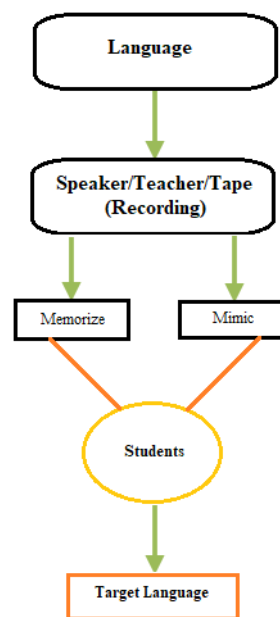 Language
Speaker/Teacher/Tape
(Recording)
Memorize
Mimic
Students
Target Language